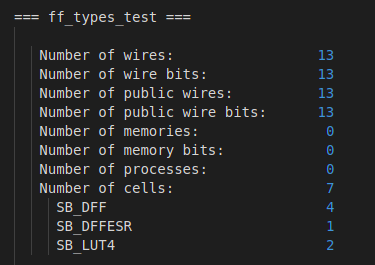 === ff_types_test ===
Number of wires: 13
Number of wire bits: 13
Number of public wires: 13
Number of public wire bits: 13
Number of memories: 0
Number of memory bits: 0
Number of processes: 0
Number of cells: 7
SB_DFF 4
SB_DFFESR 1
SB_LUT4 2